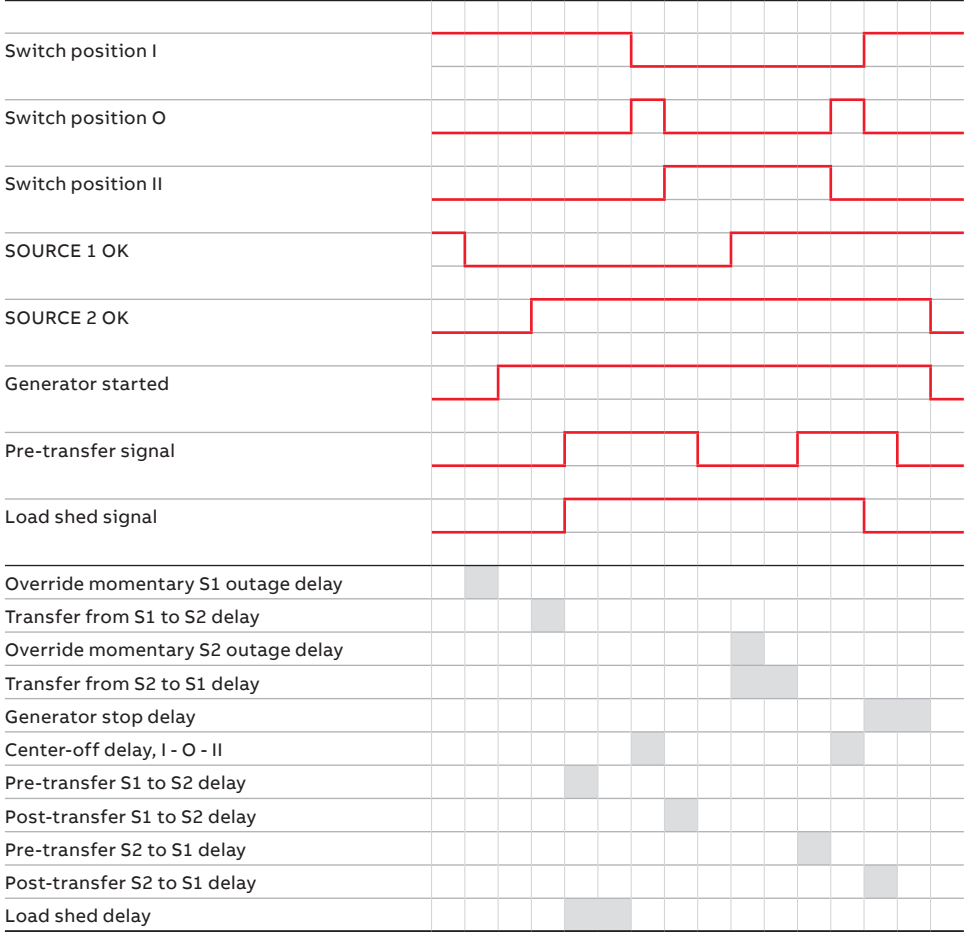 Switch position I
Switch position O
Switch position II
SOURCE 1 OK
SOURCE 2 OK
Generator started
Pre-transfer signal
Load shed signal
Override momentary S1 outage delay
Transfer from S1 to S2 delay
Override momentary S2 outage delay
Transfer from S2 to S1 delay
Generator stop delay
Center-off delay, I - O - II
Pre-transfer S1 to S2 delay
Post-transfer S1 to S2 delay
Pre-transfer S2 to S1 delay
Post-transfer S2 to S1 delay
Load shed delay